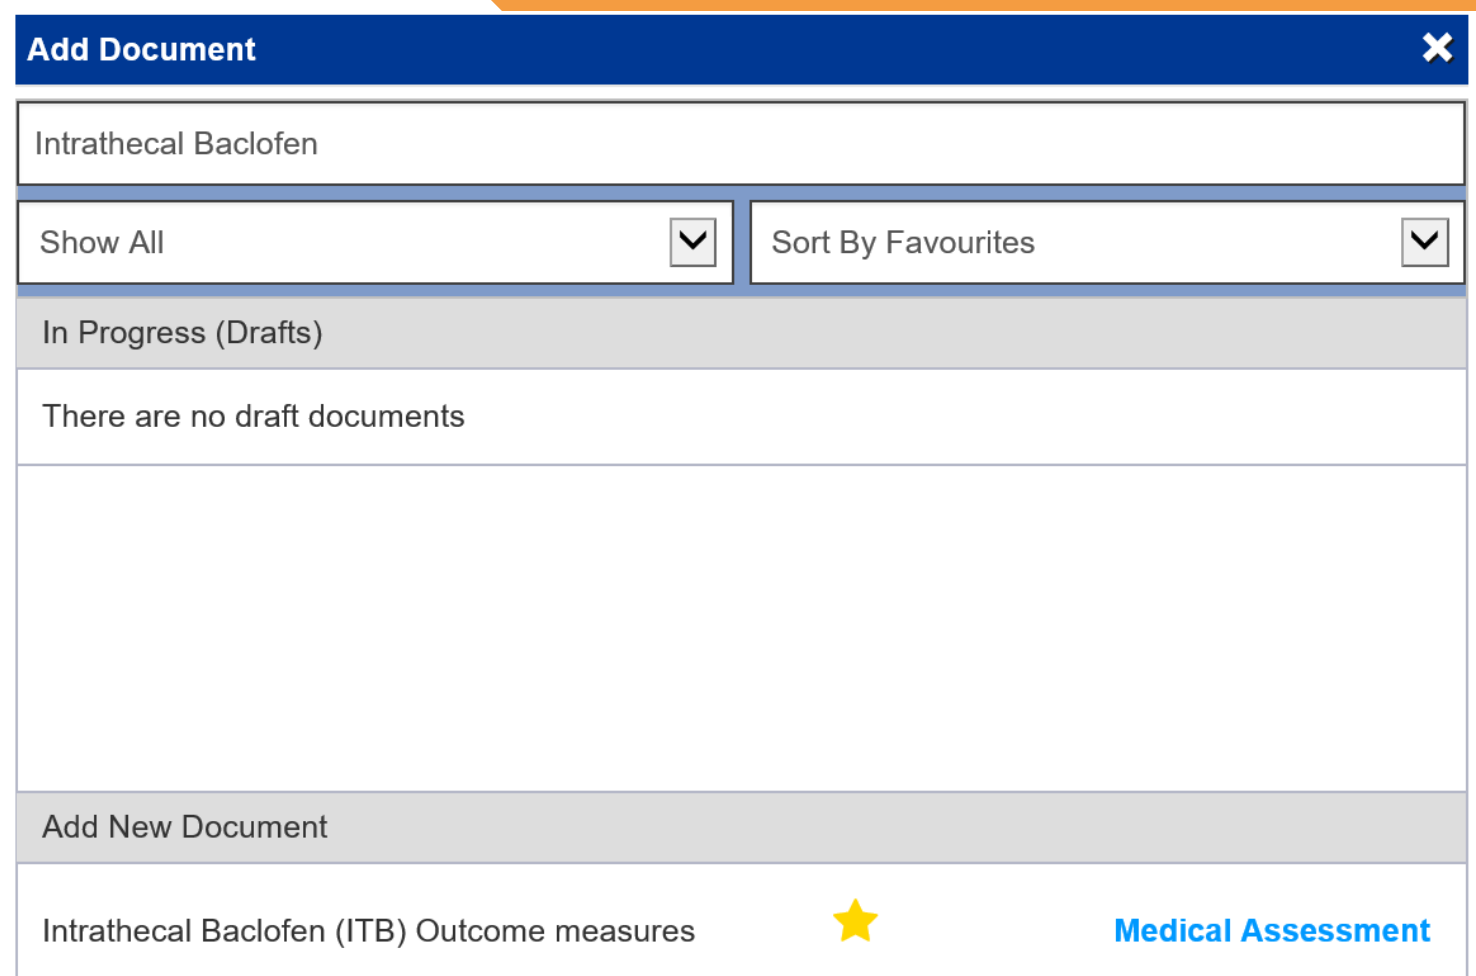 Add Document
Intrathecal Baclofen
Show All
Sort By Favourites
In Progress (Drafts)
There are no draft documents
Add New Document
Intrathecal Baclofen (ITB) Outcome measures Medical Assessment